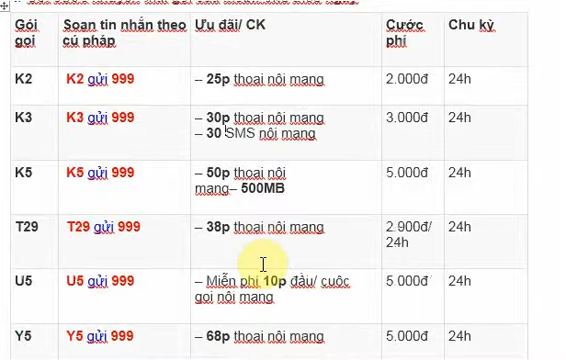 Gói gọi
Soạn tin nhắn theo cú pháp
Ưu đãi/ CK
Cước phí
Chu kỳ
K2
K2 gửi 999
– 25p thoại nội mạng
2.000đ
24h
K3
K3 gửi 999
– 30p thoại nội mạng
– 30 SMS nội mạng
3.000đ
24h
K5
K5 gửi 999
– 50p thoại nội
mạng– 500MB
5.000đ
24h
T29
T29 gửi 999
– 38p thoại nội mạng
2.900đ/
24h
24h
U5
U5 gửi 999
– Miễn phí 10p đầu/ cuộc
gọi nội mạng
5.000đ
24h
Y5
Y5 gửi 999
– 68p thoại nội mạng
5.000đ
24h